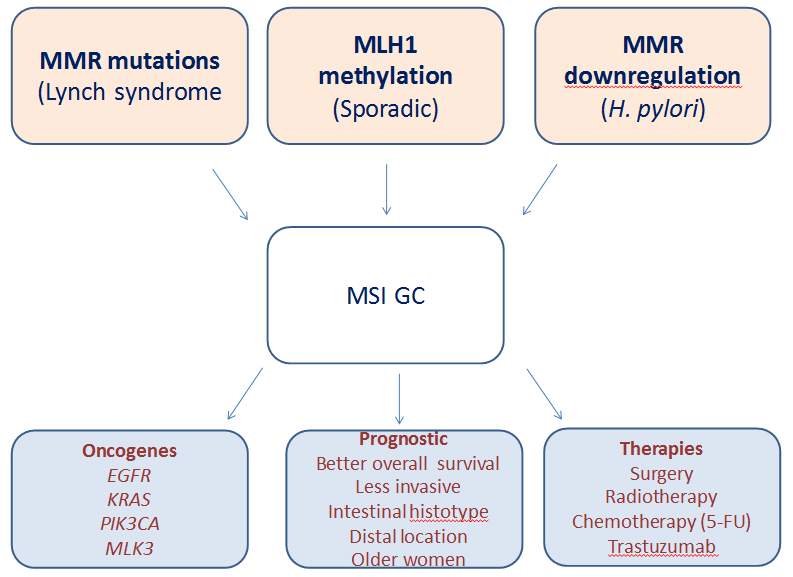 MMR mutations
(Lynch syndrome
MLH1
methylation
(Sporadic)
MMR
downregulation
(H. pylori)
MSI GC
Oncogenes
EGFR
KRAS
PIK3CA
MLK3
Prognostic
Better overall survival
Less invasive
Intestinal histotype
Distal location
Older women
Therapies
Surgery
Radiotherapy
Chemotherapy (5-FU)
Trastuzumab